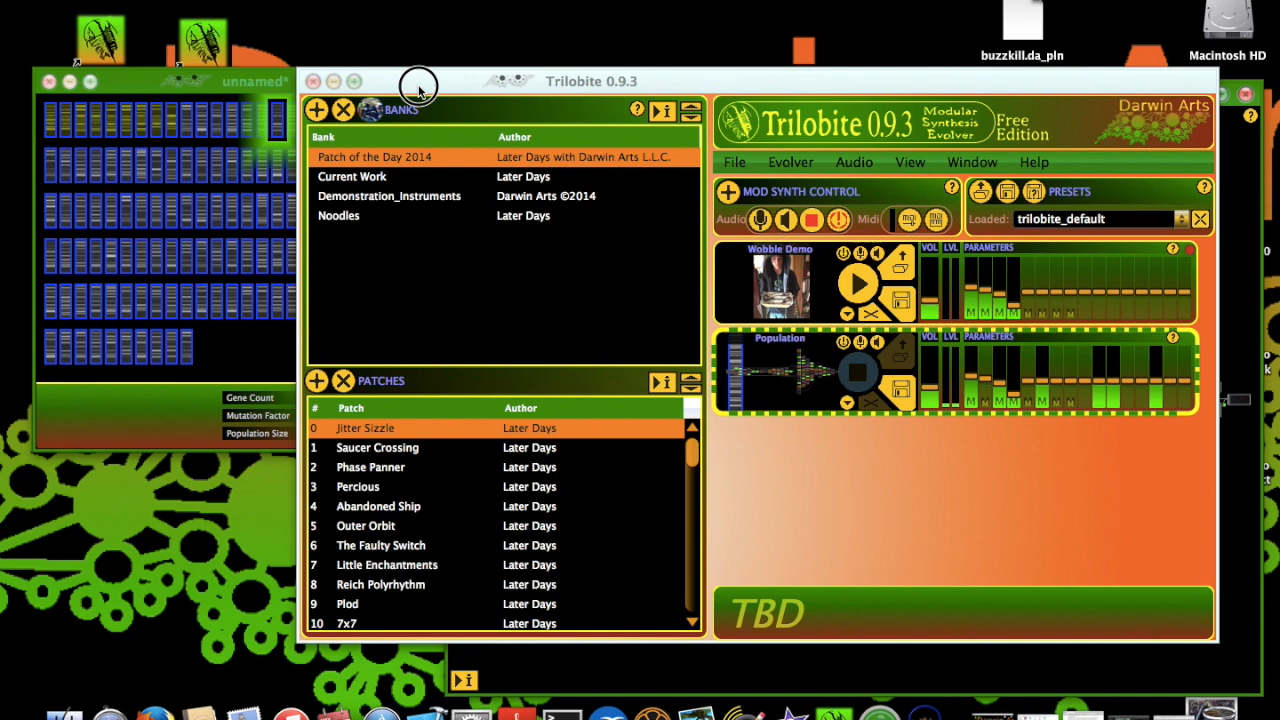 buzzkill.da_pln
Macintosh HD
unnamed*
Trilobite 0.9.3
BANKS
?
i
Bank Author
Patch of the Day 2014 Later Days with Darwin Arts L.L.C.
Current Work Later Days
Demonstration_Instruments Darwin Arts ©2014
Noodles Later Days
PATCHES
i
# Patch Author
0 Jitter Sizzle Later Days
1 Saucer Crossing Later Days
2 Phase Panner Later Days
3 Percious Later Days
4 Abandoned Ship Later Days
5 Outer Orbit Later Days
6 The Faulty Switch Later Days
7 Little Enchantments Later Days
8 Reich Polyrhythm Later Days
9 Plod Later Days
10 7x7 Later Days
Gene Count
Mutation Factor
Population Size
Trilobite 0.9.3
Modular
Synthesis
Evolver
Free
Edition
Darwin Arts
File Evolver Audio View Window Help
MOD SYNTH CONTROL ?
Audio Midi
PRESETS ?
Loaded: trilobite_default
Wobble Demo VOL LVL PARAMETERS ?
M M M M M M M M
Population VOL LVL PARAMETERS ?
M M M M M M M M
TBD
?
i